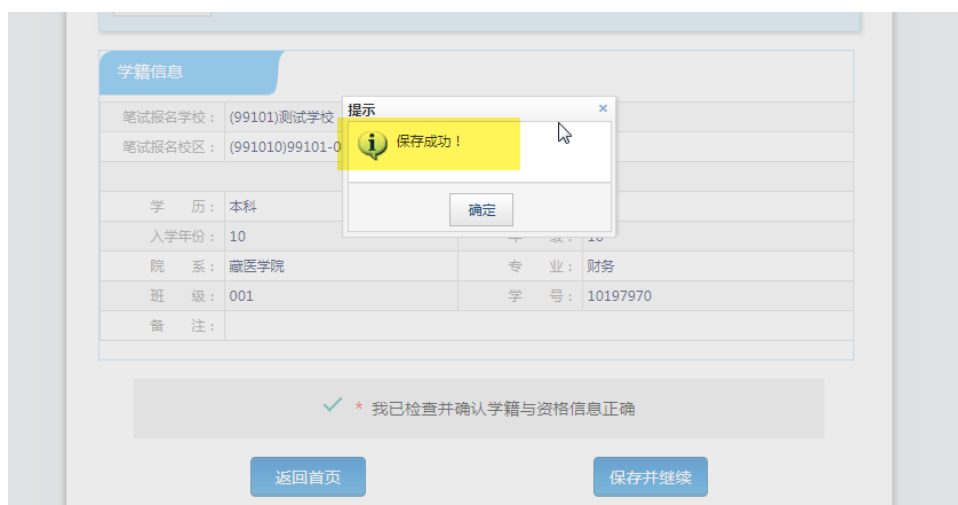 学籍信息
提示 ×
笔试报名学校： (99101)测试学校
保存成功！
笔试报名校区： (991010)99101-0
确定
学 历： 本科
入学年份： 10
院 系： 藏医学院 专 业： 财务
班 级： 001 学 号： 10197970
备 注：
* 我已检查并确认学籍与资格信息正确
返回首页 保存并继续